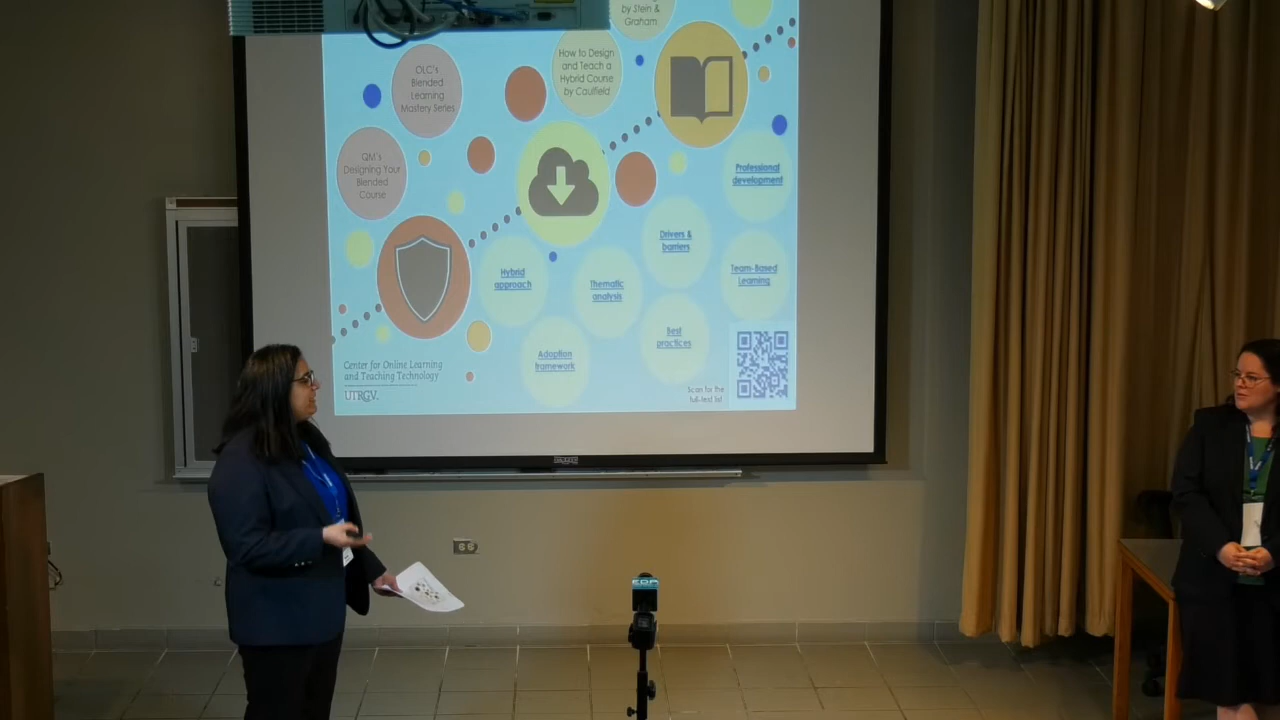 by Stein &
Graham
How to Design
and Teach a
Hybrid Course
by Caulfield
OLC's
Blended
Learning
Mastery Series
QM's
Designing Your
Blended
Course
Professional
development
Drivers &
barriers
Team-Based
Learning
Hybrid
approach
Thematic
analysis
Best
practices
Adoption
framework
Center for Online Learning
and Teaching Technology
UTRGV
Scan for the
full-text list